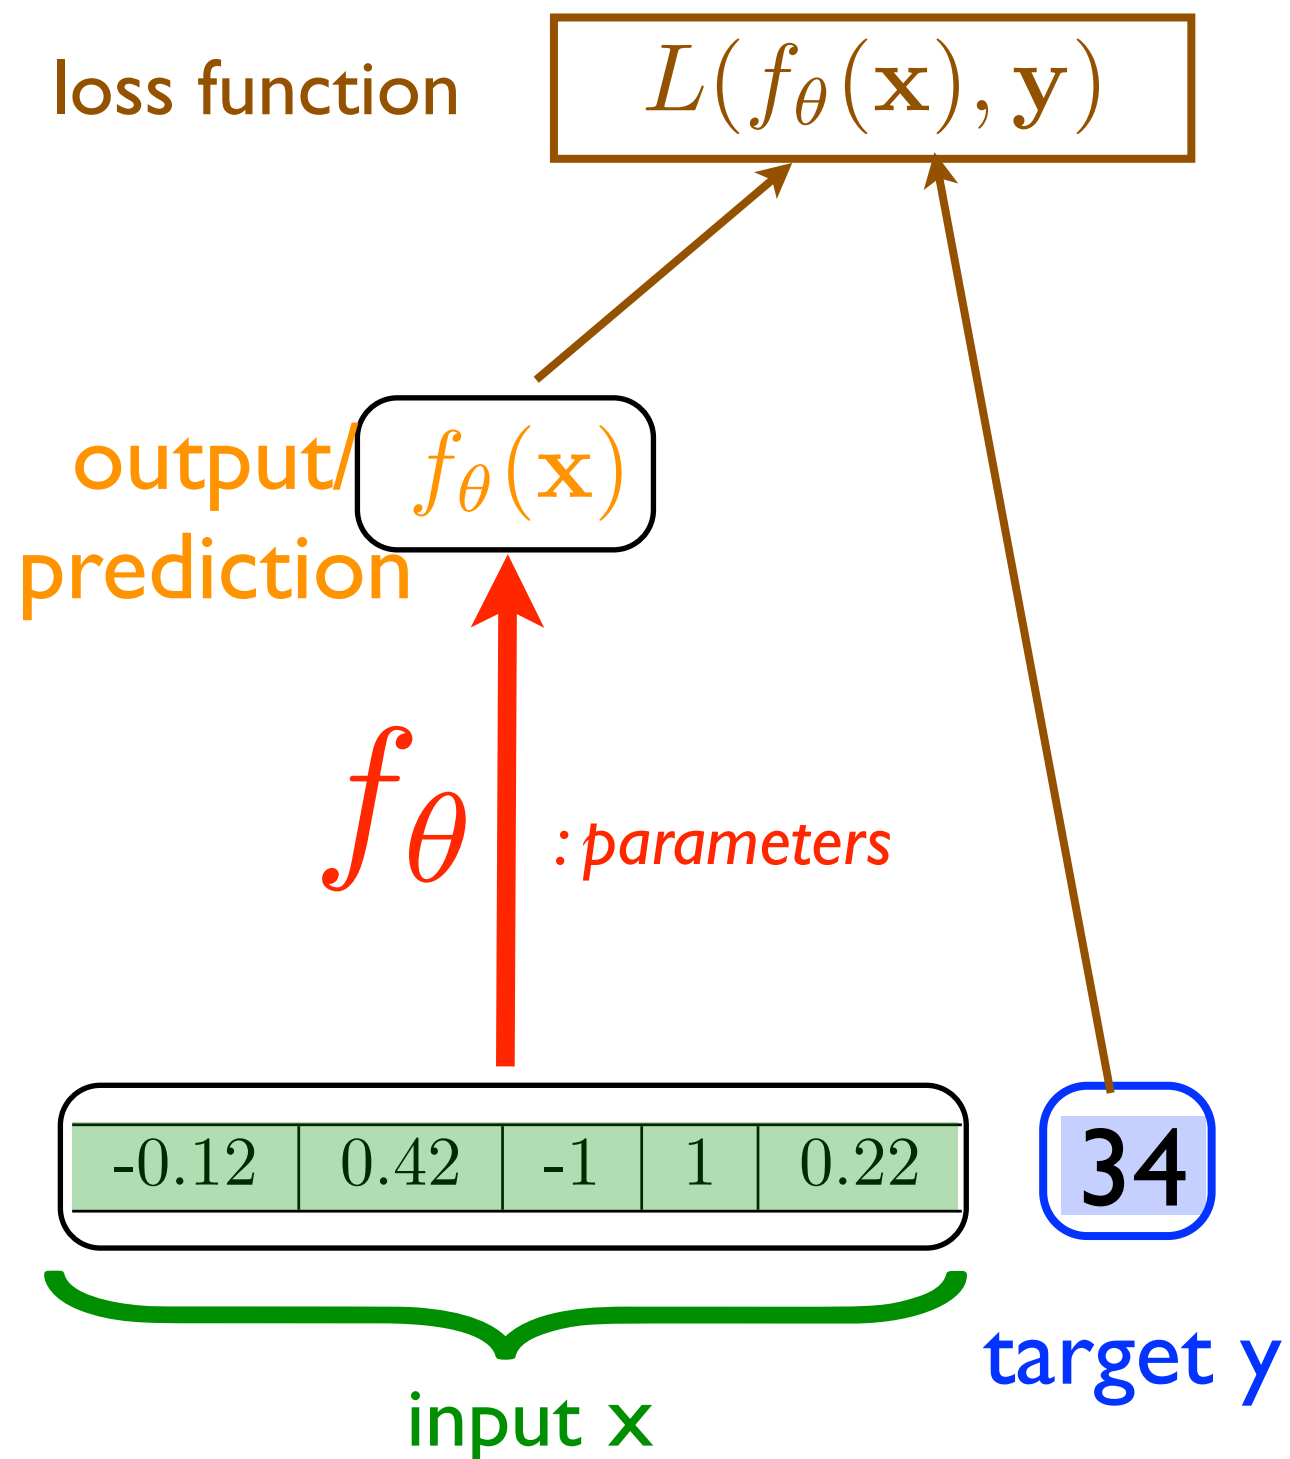 loss function
L(f_θ(x), y)
output/
prediction
f_θ(x)
f_θ
: parameters
-0.12 0.42 -1 1 0.22
34
target y
input x